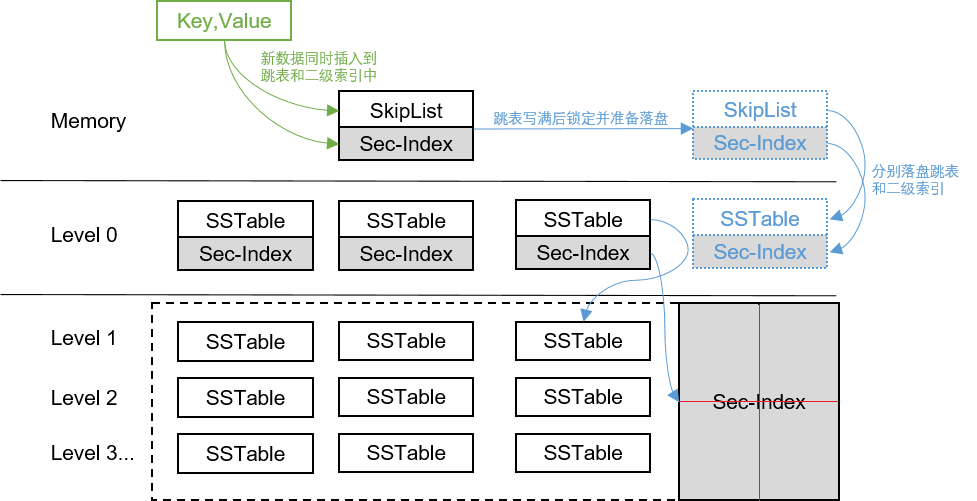 Key,Value
新数据同时插入到
跳表和二级索引中
Memory
SkipList
Sec-Index
跳表写满后锁定并准备落盘
SkipList
Sec-Index
分别落盘跳表
和二级索引
Level 0
SSTable
Sec-Index
SSTable
Sec-Index
SSTable
Sec-Index
SSTable
Sec-Index
Level 1
SSTable
SSTable
SSTable
Level 2
SSTable
SSTable
SSTable
Sec-Index
Level 3...
SSTable
SSTable
SSTable